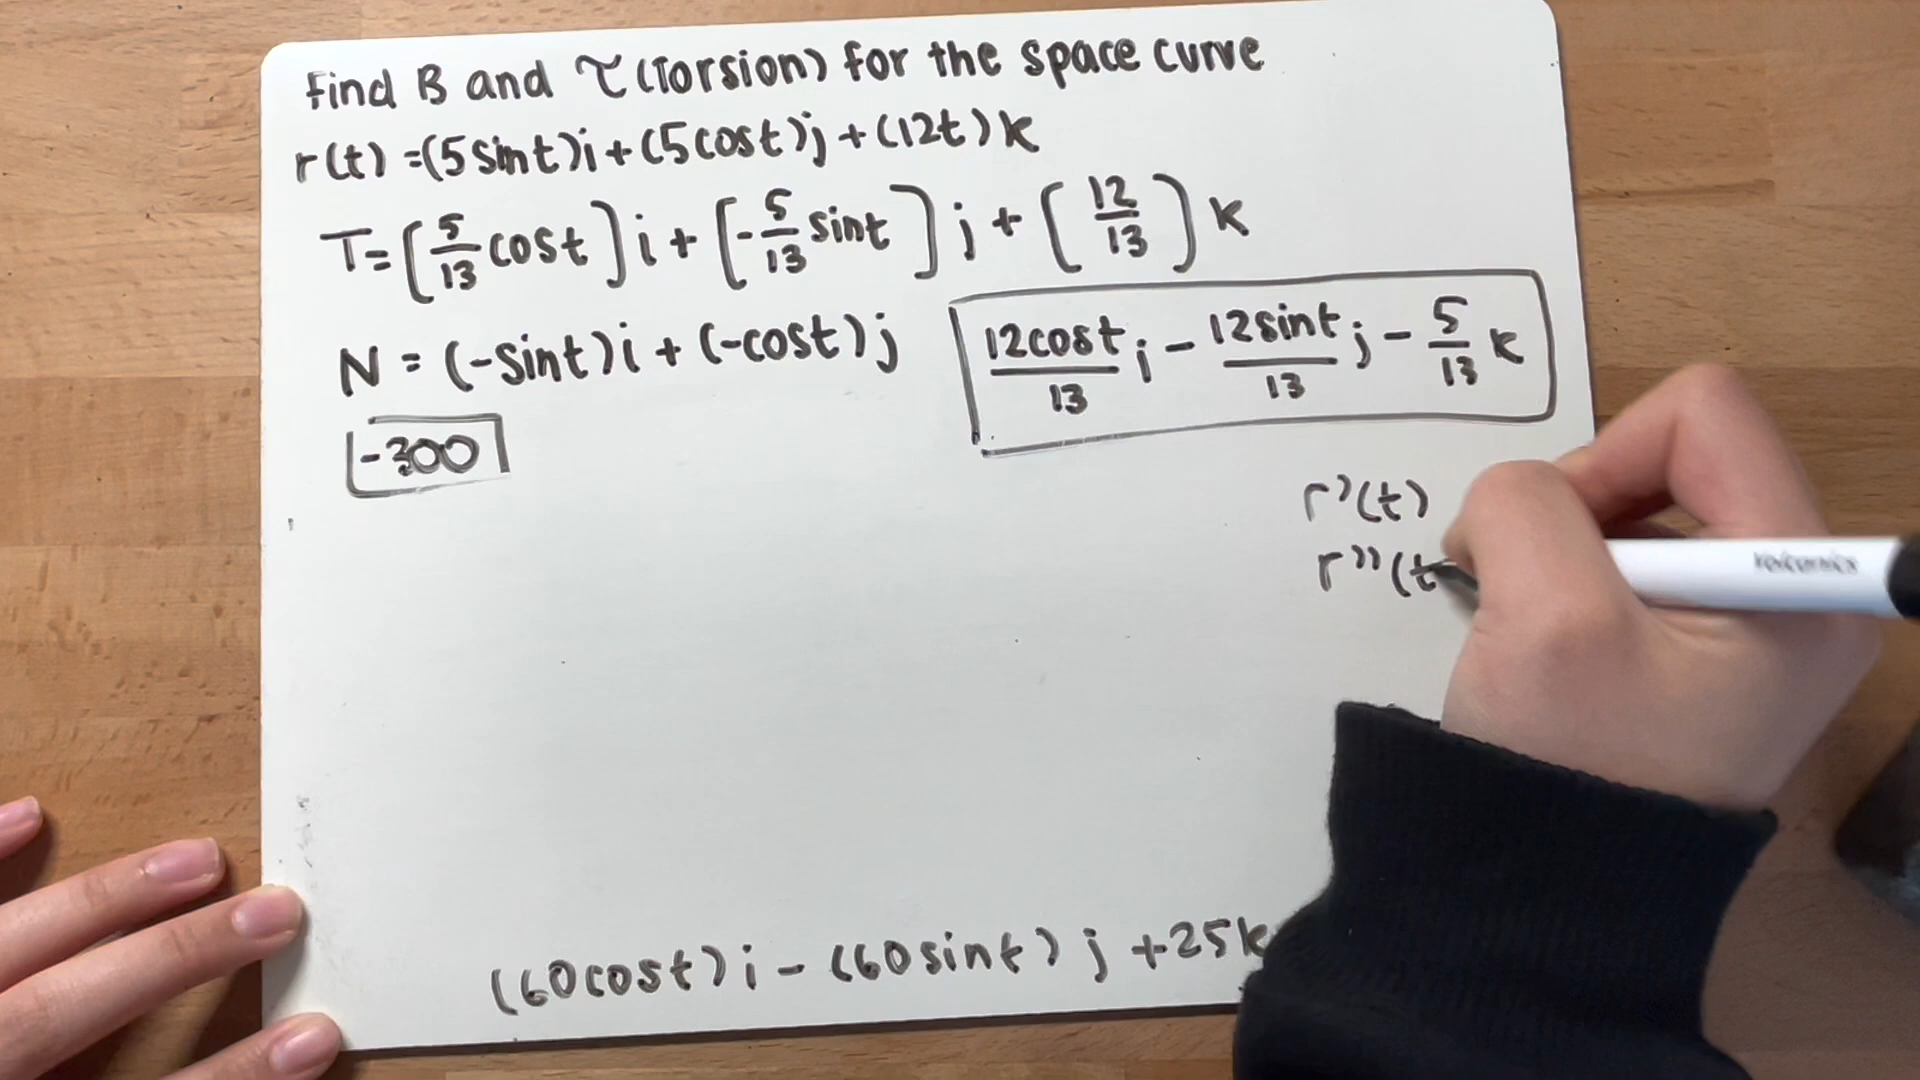 Find B and τ (Torsion) for the space curve
r(t) =(5sint)i+(5cost)j+(12t)k
T=[5/13 cost]i+[-5/13 sint]j+[12/13]k
N = (-sint)i+(-cost)j
12cost/13 i - 12sint/13 j - 5/13 k
-300
r'(t)
r''(t
(60cost)i-(60sint)j+25k